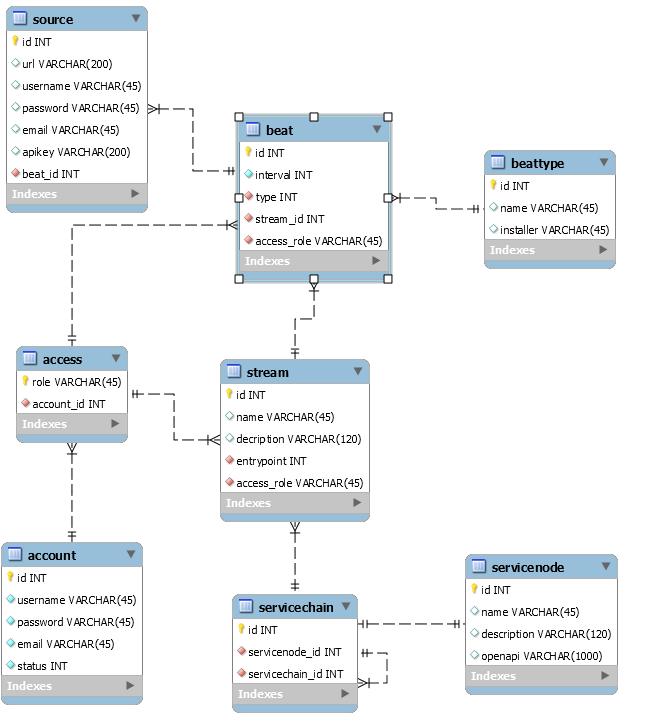 source
id INT
url VARCHAR(200)
username VARCHAR(45)
password VARCHAR(45)
email VARCHAR(45)
apikey VARCHAR(200)
beat_id INT
Indexes
beat
id INT
interval INT
type INT
stream_id INT
access_role VARCHAR(45)
Indexes
beattype
id INT
name VARCHAR(45)
installer VARCHAR(45)
Indexes
access
role VARCHAR(45)
account_id INT
Indexes
stream
id INT
name VARCHAR(45)
decription VARCHAR(120)
entrypoint INT
access_role VARCHAR(45)
Indexes
account
id INT
username VARCHAR(45)
password VARCHAR(45)
email VARCHAR(45)
status INT
Indexes
servicechain
id INT
servicenode_id INT
servicechain_id INT
Indexes
servicenode
id INT
name VARCHAR(45)
description VARCHAR(120)
openapi VARCHAR(1000)
Indexes